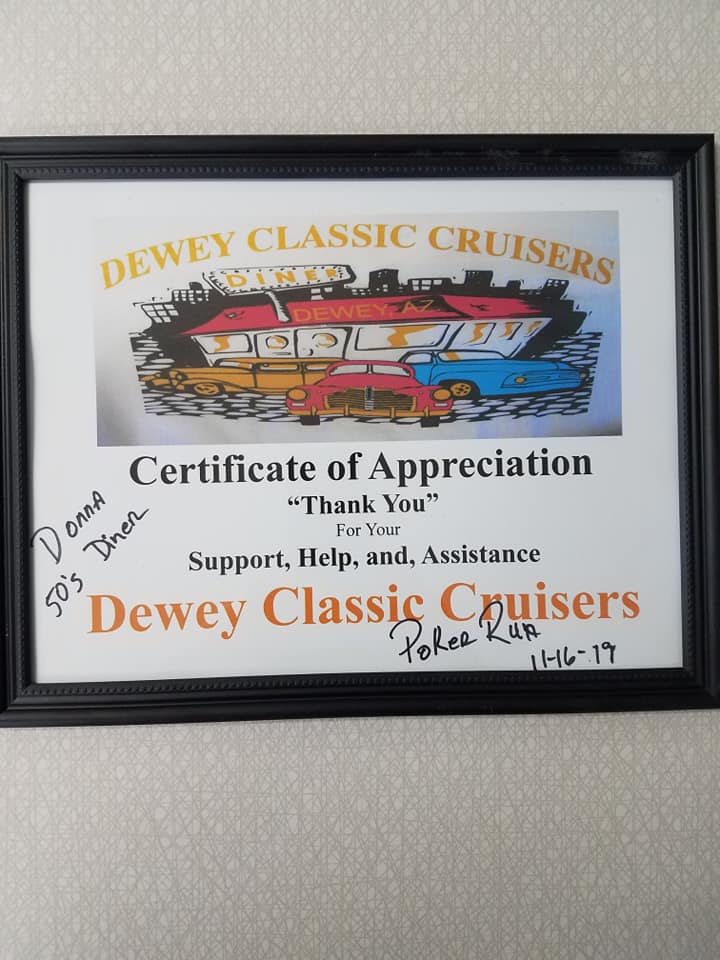 DEWEY CLASSIC CRUISERS
DINER
DEWEY, AZ
Certificate of Appreciation
“Thank You”
For Your
Support, Help, and, Assistance
Dewey Classic Cruisers
Donna
50's Diner
Poker Run
11-16-19